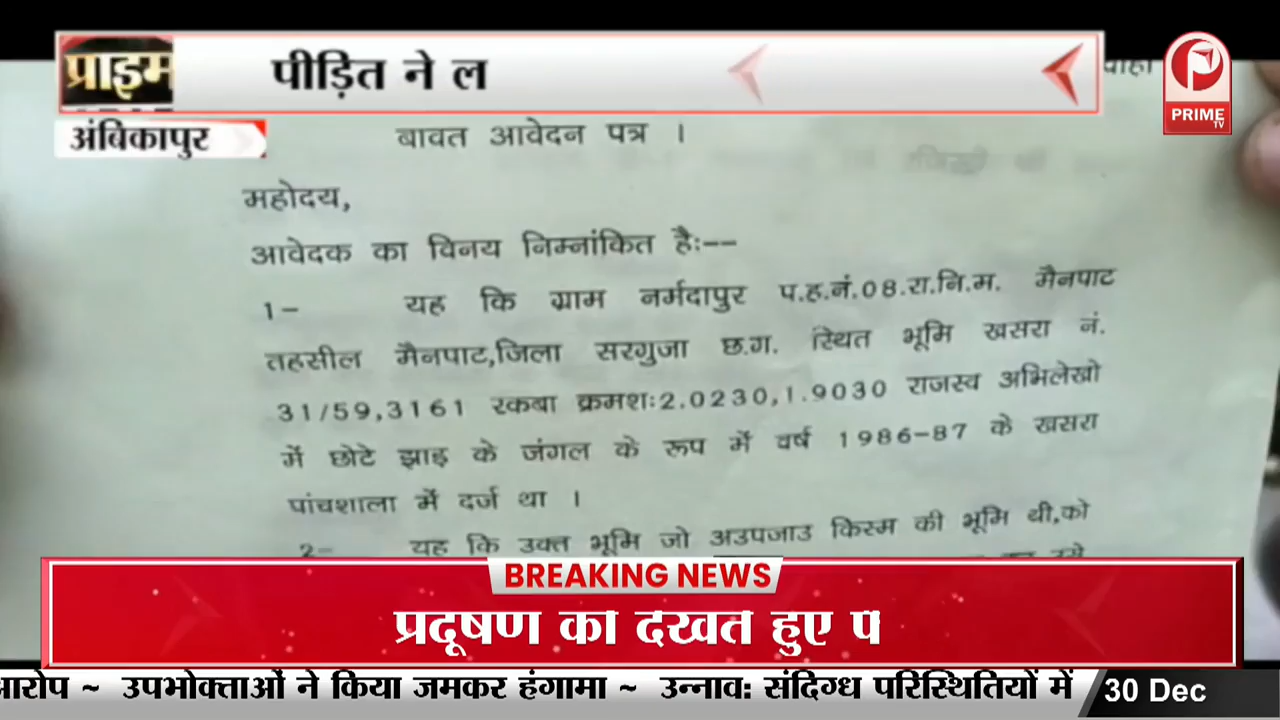 प्राइम
पीड़ित ने ल
PRIME
TV
अंबिकापुर
बावत आवेदन पत्र ।
महोदय,
आवेदक का विनय निम्नांकित है:--
1- यह कि ग्राम नर्मदापुर प.ह.नं.08.रा.नि.म. मैनपाट
तहसील मैनपाट,जिला सरगुजा छ.ग. स्थित भूमि खसरा नं.
31/59,3161 रकबा क्रमश:2.0230,1.9030 राजस्व अभिलेखो
में छोटे झाड़ के जंगल के रूप में वर्ष 1986-87 के खसरा
पांचशाला में दर्ज था ।
2- यह कि उक्त भूमि जो अउपजाउ किस्म की भूमि थी,को
BREAKING NEWS
प्रदूषण का दखत हुए प
आरोप ~ उपभोक्ताओं ने किया जमकर हंगामा ~ उन्नाव: संदिग्ध परिस्थितियों में
30 Dec